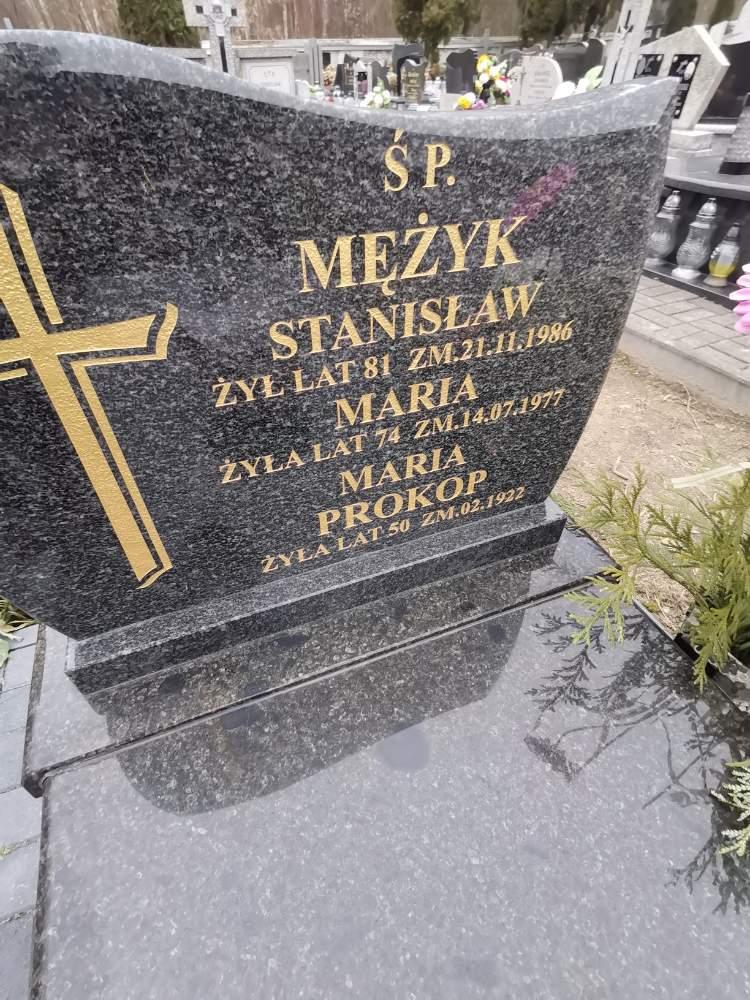 Ś P.
MĘŻYK
STANISŁAW
ŻYŁ LAT 81 ZM.21.11.1986
MARIA
ŻYŁA LAT 74 ZM.14.07.1977
MARIA
PROKOP
ŻYŁA LAT 50 ZM.02.1922